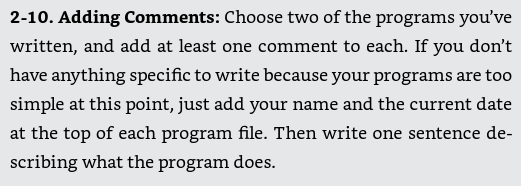 2-10. Adding Comments: Choose two of the programs you’ve
written, and add at least one comment to each. If you don’t
have anything specific to write because your programs are too
simple at this point, just add your name and the current date
at the top of each program file. Then write one sentence de-
scribing what the program does.